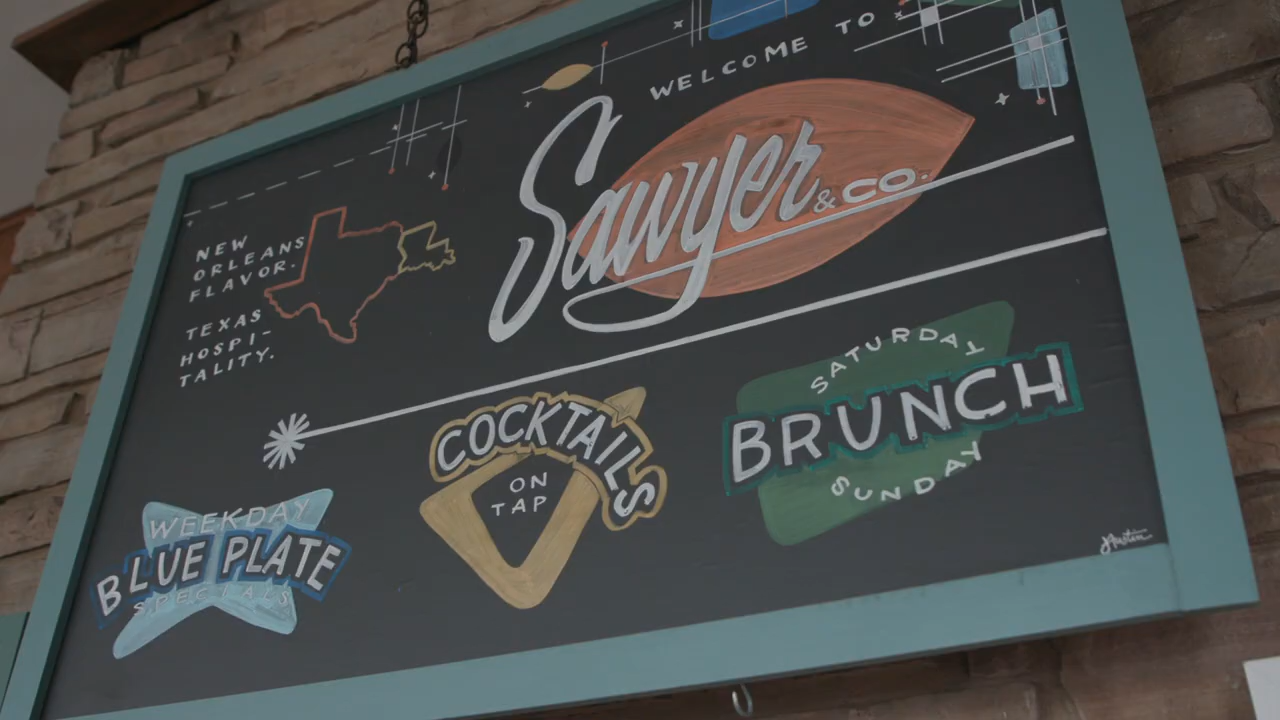 WELCOME TO
Sawyer
& CO.
NEW
ORLEANS
FLAVOR.
TEXAS
HOSPI-
TALITY.
COCKTAILS
ON
TAP
SATURDAY
BRUNCH
SUNDAY
WEEKDAY
BLUE PLATE
SPECIALS